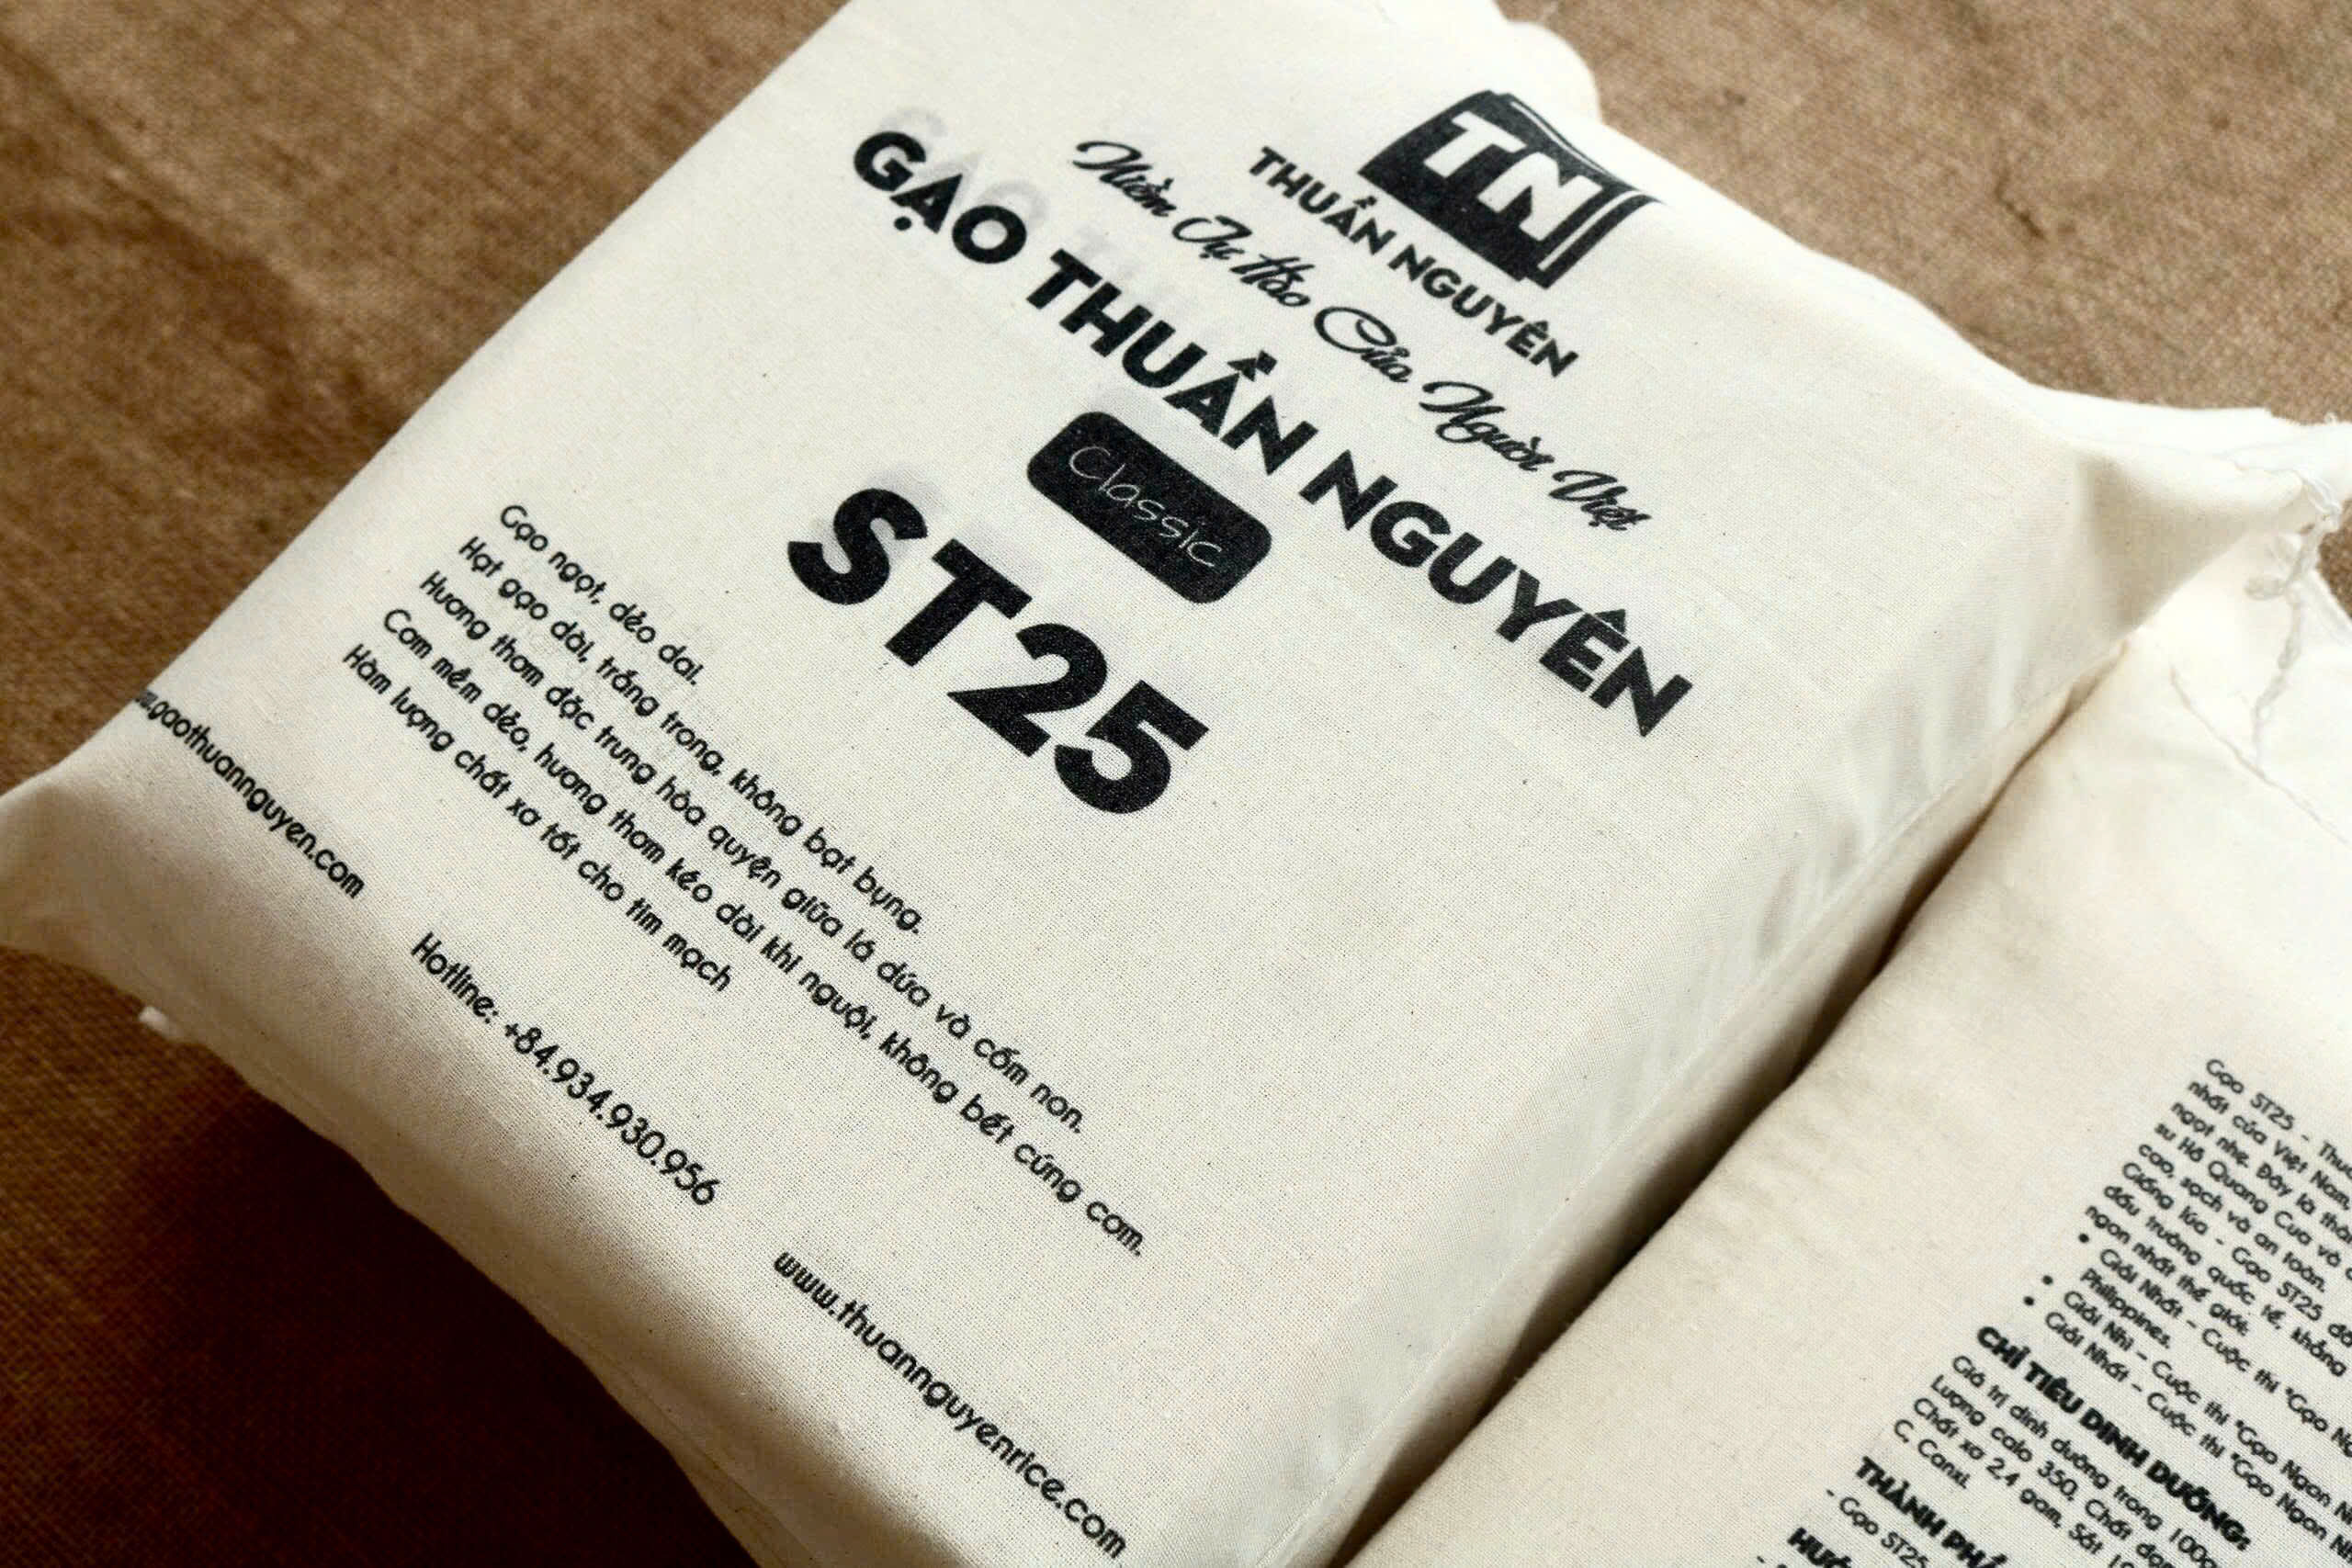 TN
THUẦN NGUYÊN
Niềm Tự Hào Của Người Việt
GẠO THUẦN NGUYÊN
Classic
ST25
Gạo ngọt, dẻo dai.
Hạt gạo dài, trắng trong, không bạt bụng.
Hương thơm đặc trưng hòa quyện giữa lá dứa và cốm non.
Cơm mềm dẻo, hương thơm kéo dài khi nguội, không bết cứng cơm.
Hàm lượng chất xơ tốt cho tim mạch
.gaothuannguyen.com
Hotline: +84.934.930.956
www.thuannguyenrice.com
Gạo ST25 -
nhất của Việt Nam
ngọt nhẹ. Đây là
sư Hồ Quang Cua và
cao, sạch và an toàn.
Giống lúa - Gạo ST25
đấu trường quốc tế, khẳng
ngon nhất thế giới:
• Giải Nhất - Cuộc thi "Gạo
Philippines.
• Giải Nhì - Cuộc thi "Gạo Ngon
• Giải Nhất - Cuộc thi "Gạo Ngon
CHỈ TIÊU DINH DƯỠNG:
Giá trị dinh dưỡng trong 100g
Lượng calo 350, Chất
Chất xơ 2.4 gam, Sắt
C, Canxi.
THÀNH
- Gạo ST25